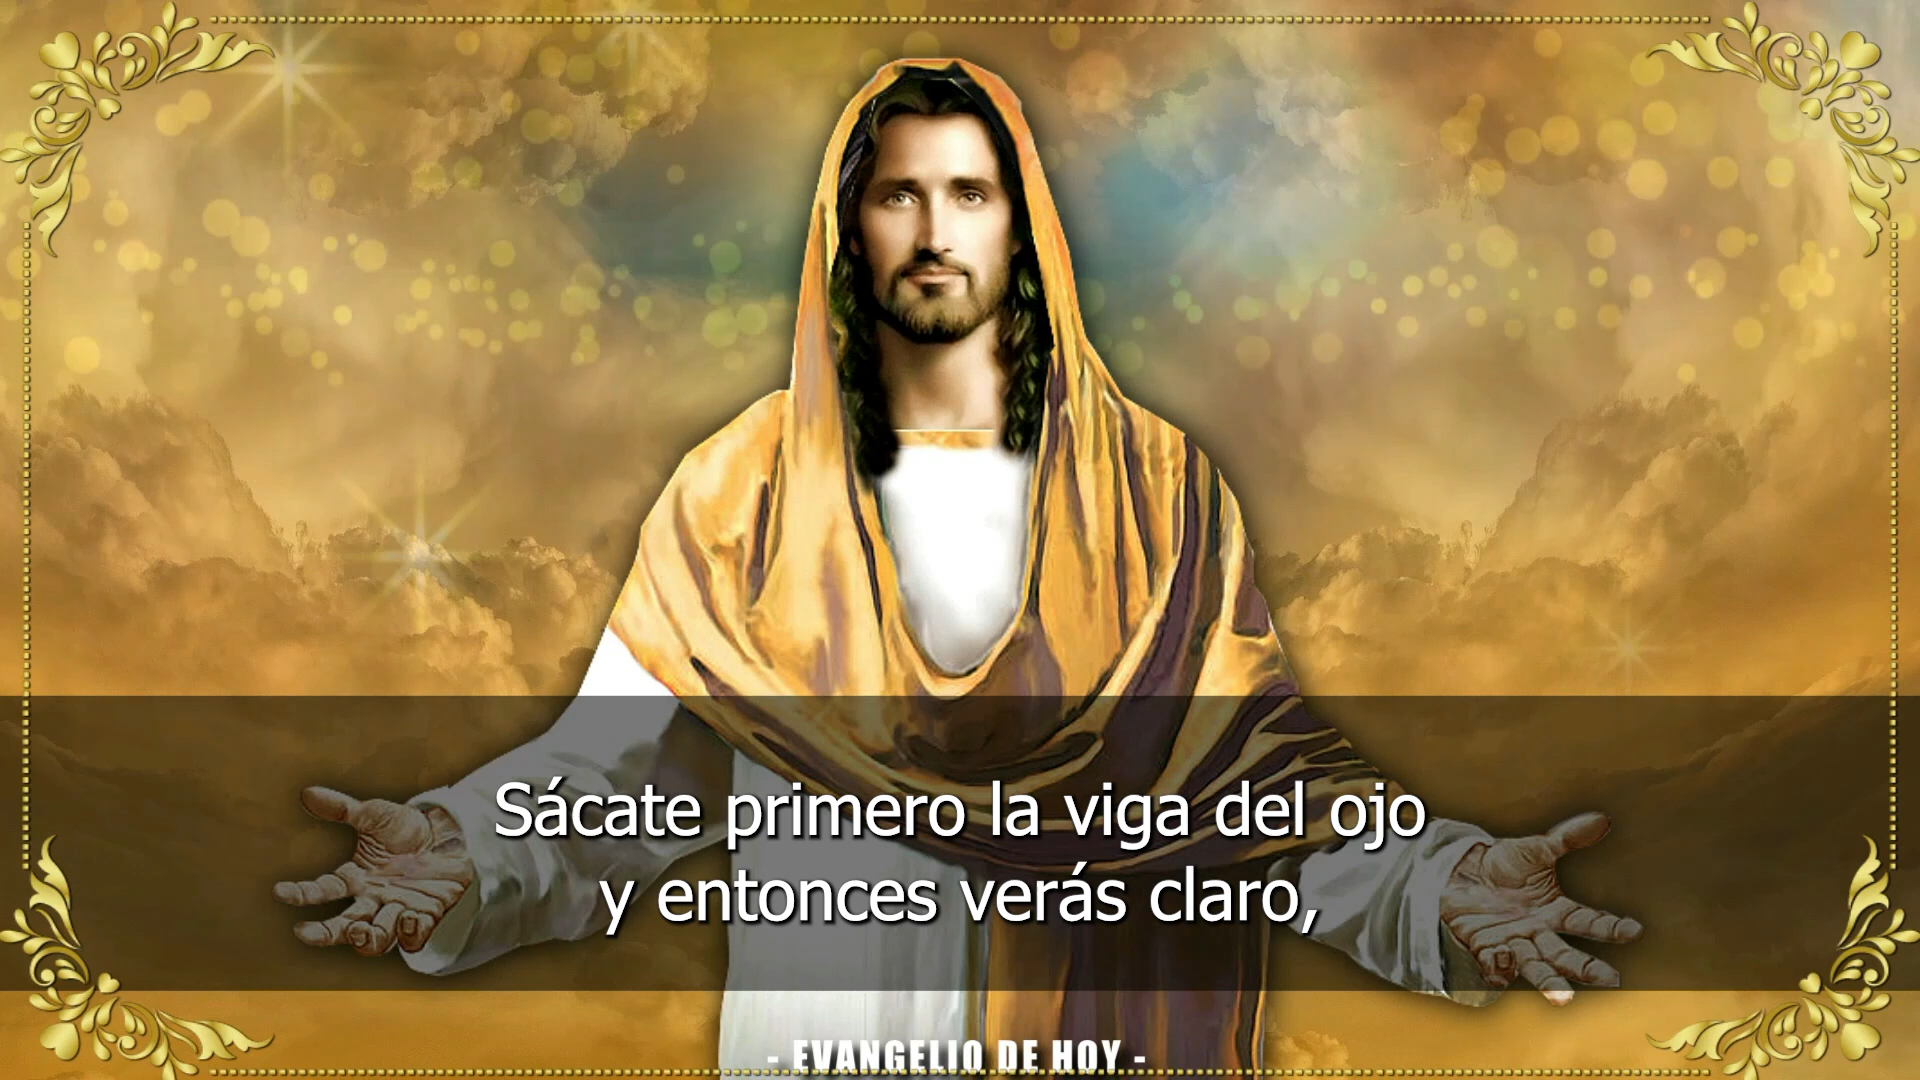 Sácate primero la viga del ojo
y entonces verás claro,
- EVANGELIO DE HOY -